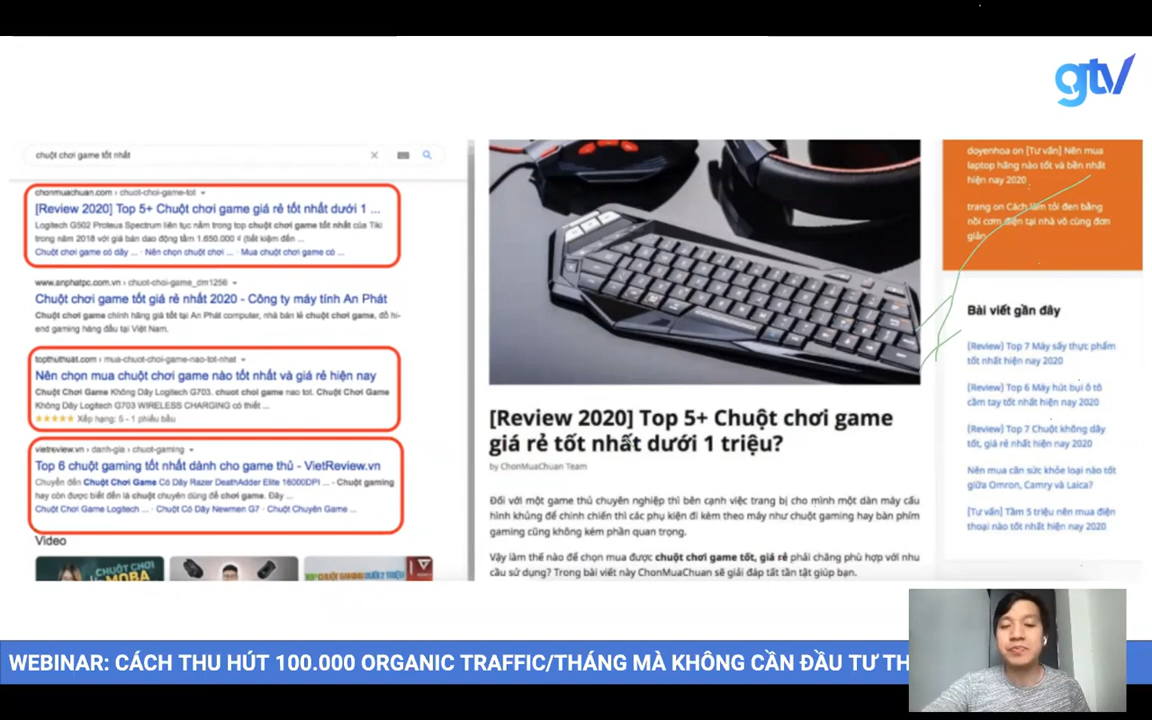 gtv
chuột chơi game tốt nhất
chonmuachuan.com › chuot-choi-game-tot
[Review 2020] Top 5+ Chuột chơi game giá rẻ tốt nhất dưới 1 ...
Logitech G502 Proteus Spectrum liên tục nằm trong top chuột chơi game tốt nhất của Tiki
trong năm 2018 với giá bán dao động tầm 1.650.000 ₫ (tiết kiệm đến ...
Chuột chơi game có dây ... · Nên chọn chuột chơi ... · Mua chuột chơi game có ...
www.anphatpc.com.vn › chuot-choi-game_dm1256
Chuột chơi game tốt giá rẻ nhất 2020 - Công ty máy tính An Phát
Chuột chơi game chính hãng giá tốt tại An Phát computer, nhà bán lẻ chuột chơi game, đồ hi-
end gaming hàng đầu tại Việt Nam.
topthuthuat.com › mua-chuot-choi-game-nao-tot-nhat
Nên chọn mua chuột chơi game nào tốt nhất và giá rẻ hiện nay
Chuột Chơi Game Không Dây Logitech G703. chuot choi game nao tot. Chuột Chơi Game
Không Dây Logitech G703 WIRELESS CHARGING có thiết ...
Xếp hạng: 5 - 1 phiếu bầu
vietreview.vn › danh-gia › chuot-gaming
Top 6 chuột gaming tốt nhất dành cho game thủ - VietReview.vn
Chuyển đến Chuột Chơi Game Có Dây Razer DeathAdder Elite 16000DPI ... - Chuột gaming
hay còn được biết đến là chuột chuyên dùng để chơi game. Đây ...
Chuột Chơi Game Logitech ... · Chuột Có Dây Newmen G7 · Chuột Chuyên Game ...
Video
[Review 2020] Top 5+ Chuột chơi game
giá rẻ tốt nhất dưới 1 triệu?
by ChonMuaChuan Team
Đối với một game thủ chuyên nghiệp thì bên cạnh việc trang bị cho mình một dàn máy cấu
hình khủng để chinh chiến thì các phụ kiện đi kèm theo máy như chuột gaming hay bàn phím
gaming cũng không kém phần quan trọng.
Vậy làm thế nào để chọn mua được chuột chơi game tốt, giá rẻ phải chăng phù hợp với nhu
cầu sử dụng? Trong bài viết này ChonMuaChuan sẽ giải đáp tất tần tật giúp bạn.
doyenhoa on [Tư vấn] Nên mua
laptop hãng nào tốt và bền nhất
hiện nay 2020
trang on Cách làm tỏi đen bằng
nồi cơm điện tại nhà vô cùng đơn
giản
Bài viết gần đây
(Review) Top 7 Máy sấy thực phẩm
tốt nhất hiện nay 2020
(Review) Top 6 Máy hút bụi ô tô
cầm tay tốt nhất hiện nay 2020
(Review) Top 7 Chuột không dây
tốt, giá rẻ nhất hiện nay 2020
Nên mua cân sức khỏe loại nào tốt
giữa Omron, Camry và Laica?
[Tư vấn] Tầm 5 triệu nên mua điện
thoại nào tốt nhất hiện nay 2020
WEBINAR: CÁCH THU HÚT 100.000 ORGANIC TRAFFIC/THÁNG MÀ KHÔNG CẦN ĐẦU TƯ TH